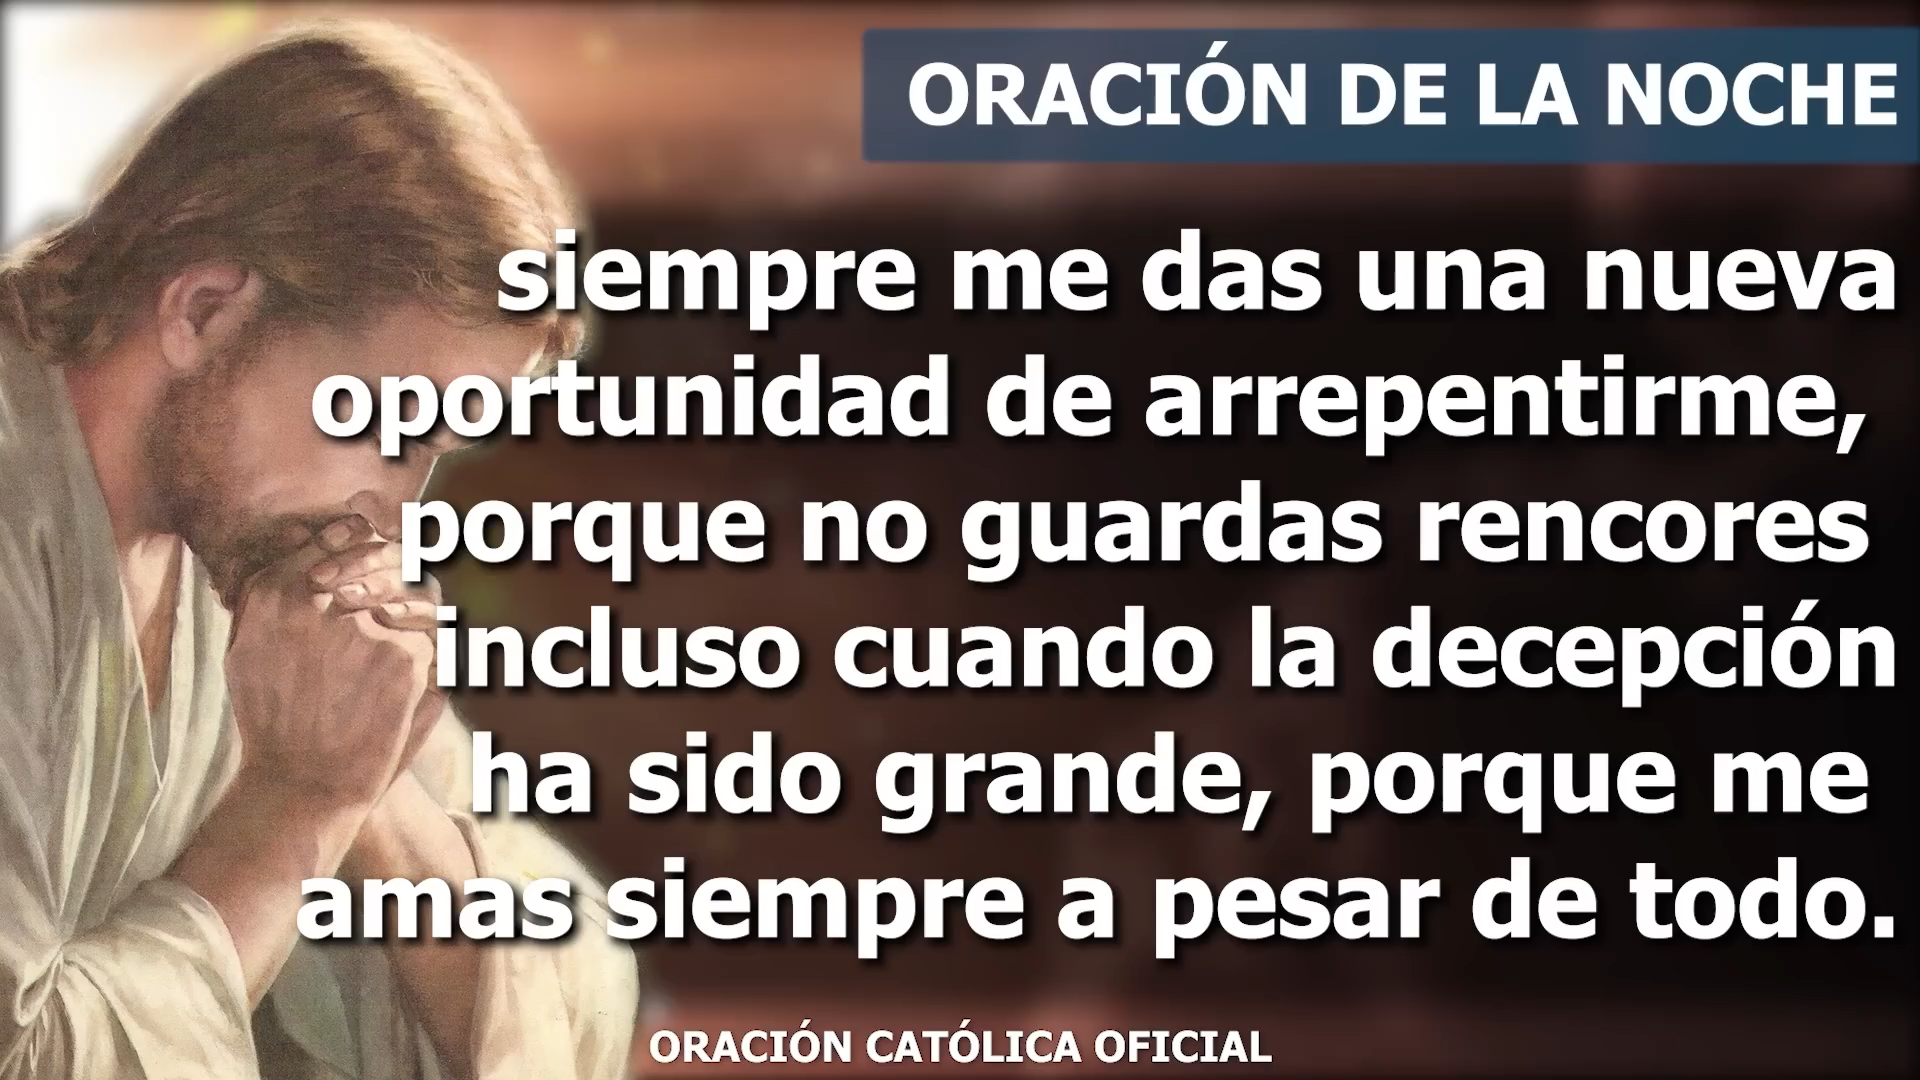 ORACIÓN DE LA NOCHE
siempre me das una nueva
oportunidad de arrepentirme,
porque no guardas rencores
incluso cuando la decepción
ha sido grande, porque me
amas siempre a pesar de todo.
ORACIÓN CATÓLICA OFICIAL